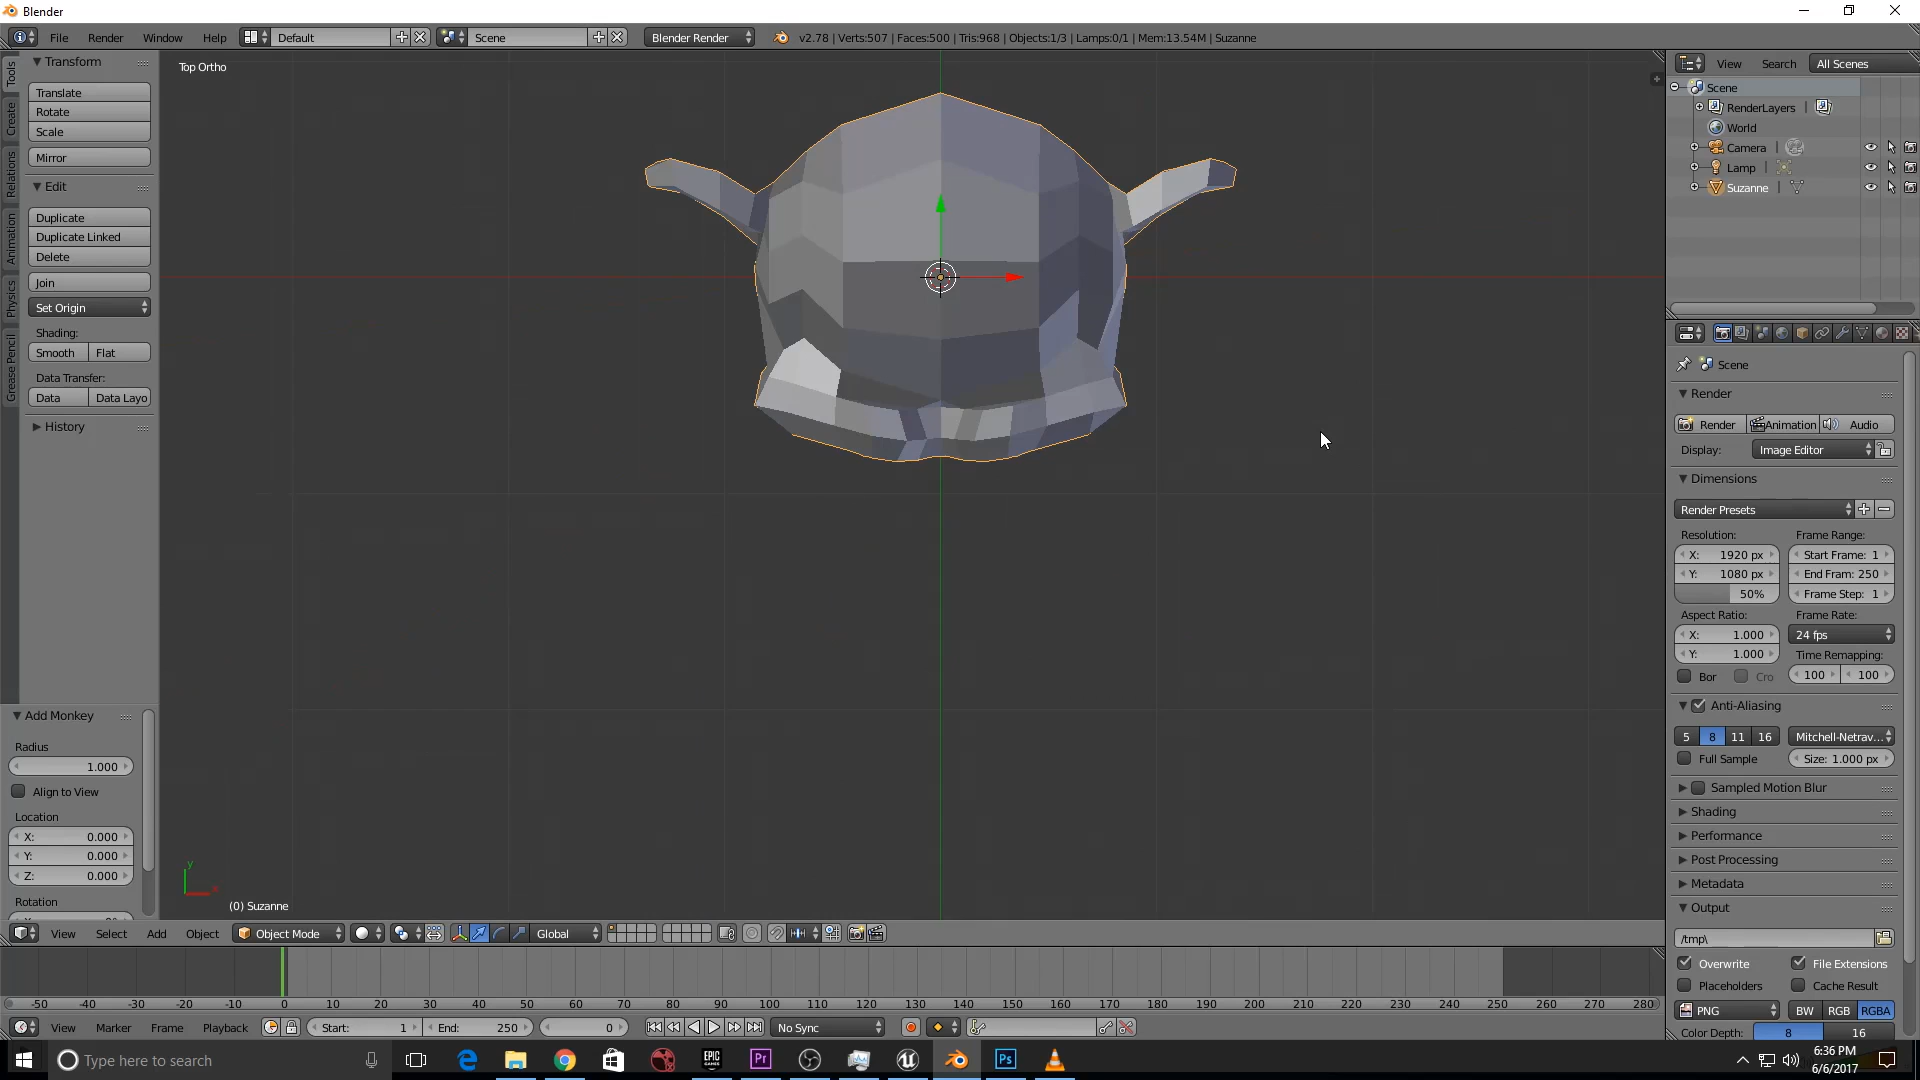 Blender
File Render Window Help Default Scene Blender Render v2.78 | Verts:507 | Faces:500 | Tris:968 | Objects:1/3 | Lamps:0/1 | Mem:13.54M | Suzanne
Tools
Create
Relations
Animation
Physics
Grease Pencil
Transform
Translate
Rotate
Scale
Mirror
Edit
Duplicate
Duplicate Linked
Delete
Join
Set Origin
Shading:
Smooth Flat
Data Transfer:
Data Data Layo
History
Add Monkey
Radius
1.000
Align to View
Location
X: 0.000
Y: 0.000
Z: 0.000
Rotation
Top Ortho
y
x
(0) Suzanne
View Select Add Object Object Mode Global
View Search All Scenes
Scene
RenderLayers |
World
Camera |
Lamp |
Suzanne |
Scene
Render
Render Animation Audio
Display: Image Editor
Dimensions
Render Presets
Resolution: Frame Range:
X: 1920 px Start Frame: 1
Y: 1080 px End Fram: 250
50% Frame Step: 1
Aspect Ratio: Frame Rate:
X: 1.000 24 fps
Y: 1.000 Time Remapping:
Bor Cro 100 100
Anti-Aliasing
5 8 11 16 Mitchell-Netrav...
Full Sample Size: 1.000 px
Sampled Motion Blur
Shading
Performance
Post Processing
Metadata
Output
/tmp\
Overwrite File Extensions
Placeholders Cache Result
PNG BW RGB RGBA
Color Depth: 8 16
-50 -40 -30 -20 -10 0 10 20 30 40 50 60 70 80 90 100 110 120 130 140 150 160 170 180 190 200 210 220 230 240 250 260 270 280
View Marker Frame Playback Start: 1 End: 250 0 No Sync
Type here to search
EPIC GAMES
Pr
Ps
6:36 PM
6/6/2017